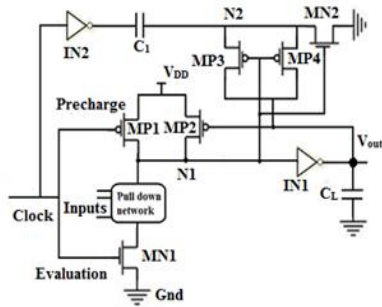 N2
MN2
IN2
C1
MP3
MP4
VDD
Precharge
MP1
MP2
Vout
N1
IN1
Clock
Inputs
Pull down
network
CL
MN1
Evaluation
Gnd